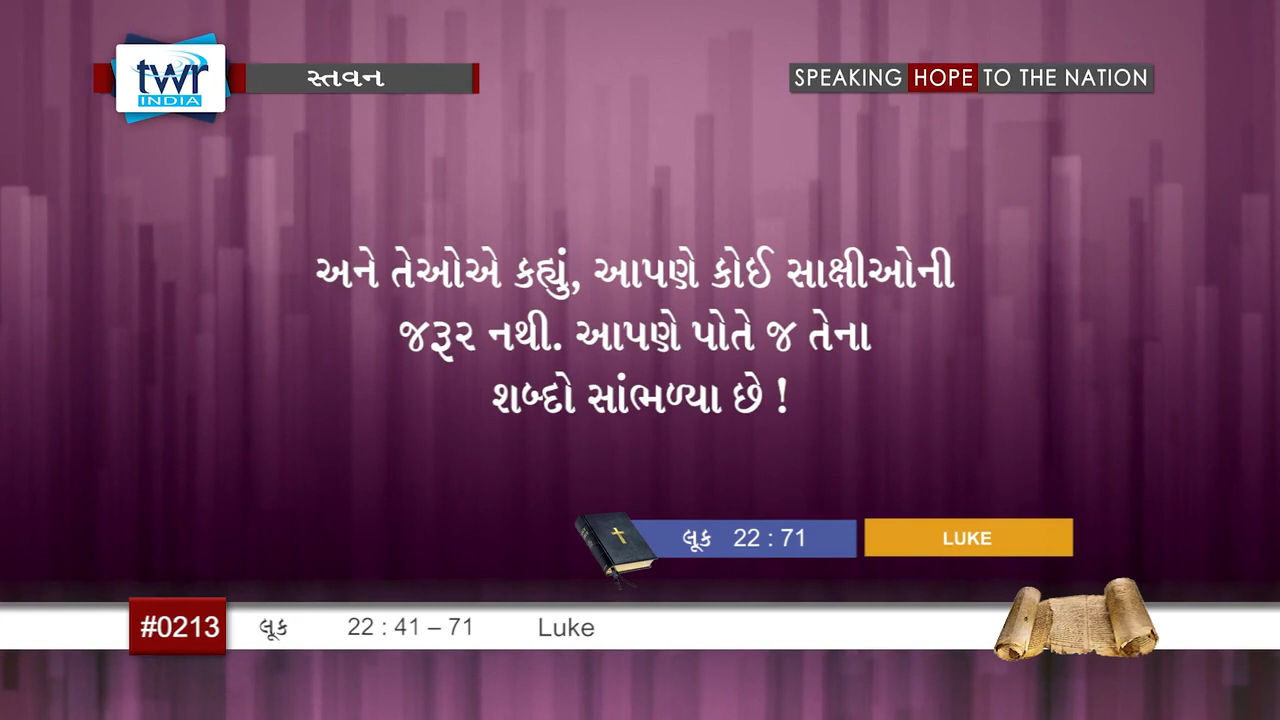 twr
INDIA
સ્તવન
SPEAKING HOPE TO THE NATION
અને તેઓએ કહ્યું, આપણે કોઈ સાક્ષીઓની
જરૂર નથી. આપણે પોતે જ તેના
શબ્દો સાંભળ્યા છે !
લૂક 22 : 71
LUKE
#0213 લૂક 22 : 41 – 71 Luke